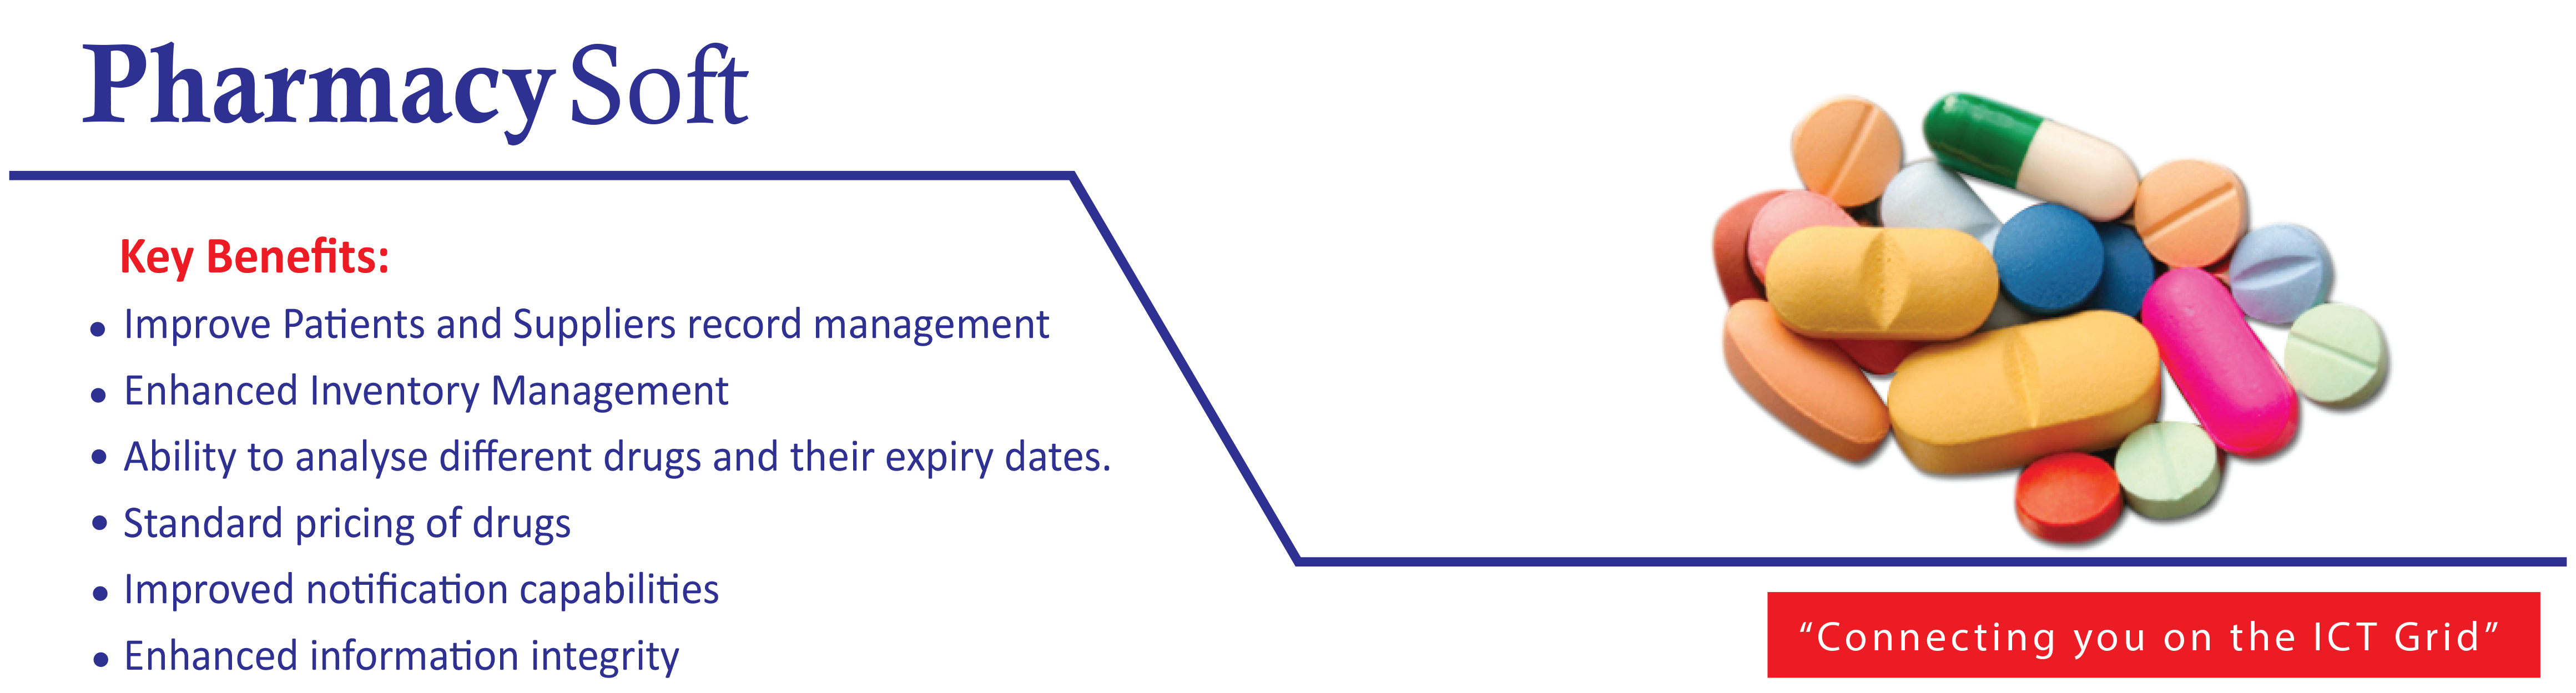 Pharmacy Soft
Key Benefits:
• Improve Patients and Suppliers record management
• Enhanced Inventory Management
• Ability to analyse different drugs and their expiry dates.
• Standard pricing of drugs
• Improved notification capabilities
• Enhanced information integrity
“Connecting you on the ICT Grid”